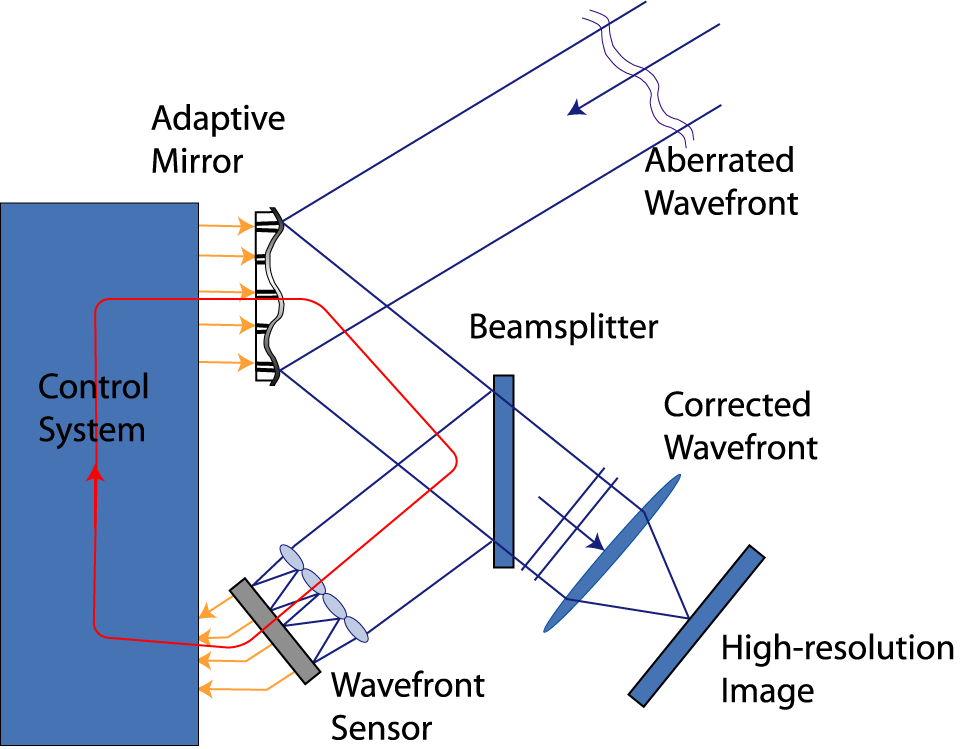 Adaptive
Mirror
Aberrated
Wavefront
Beamsplitter
Control
System
Corrected
Wavefront
High-resolution
Image
Wavefront
Sensor